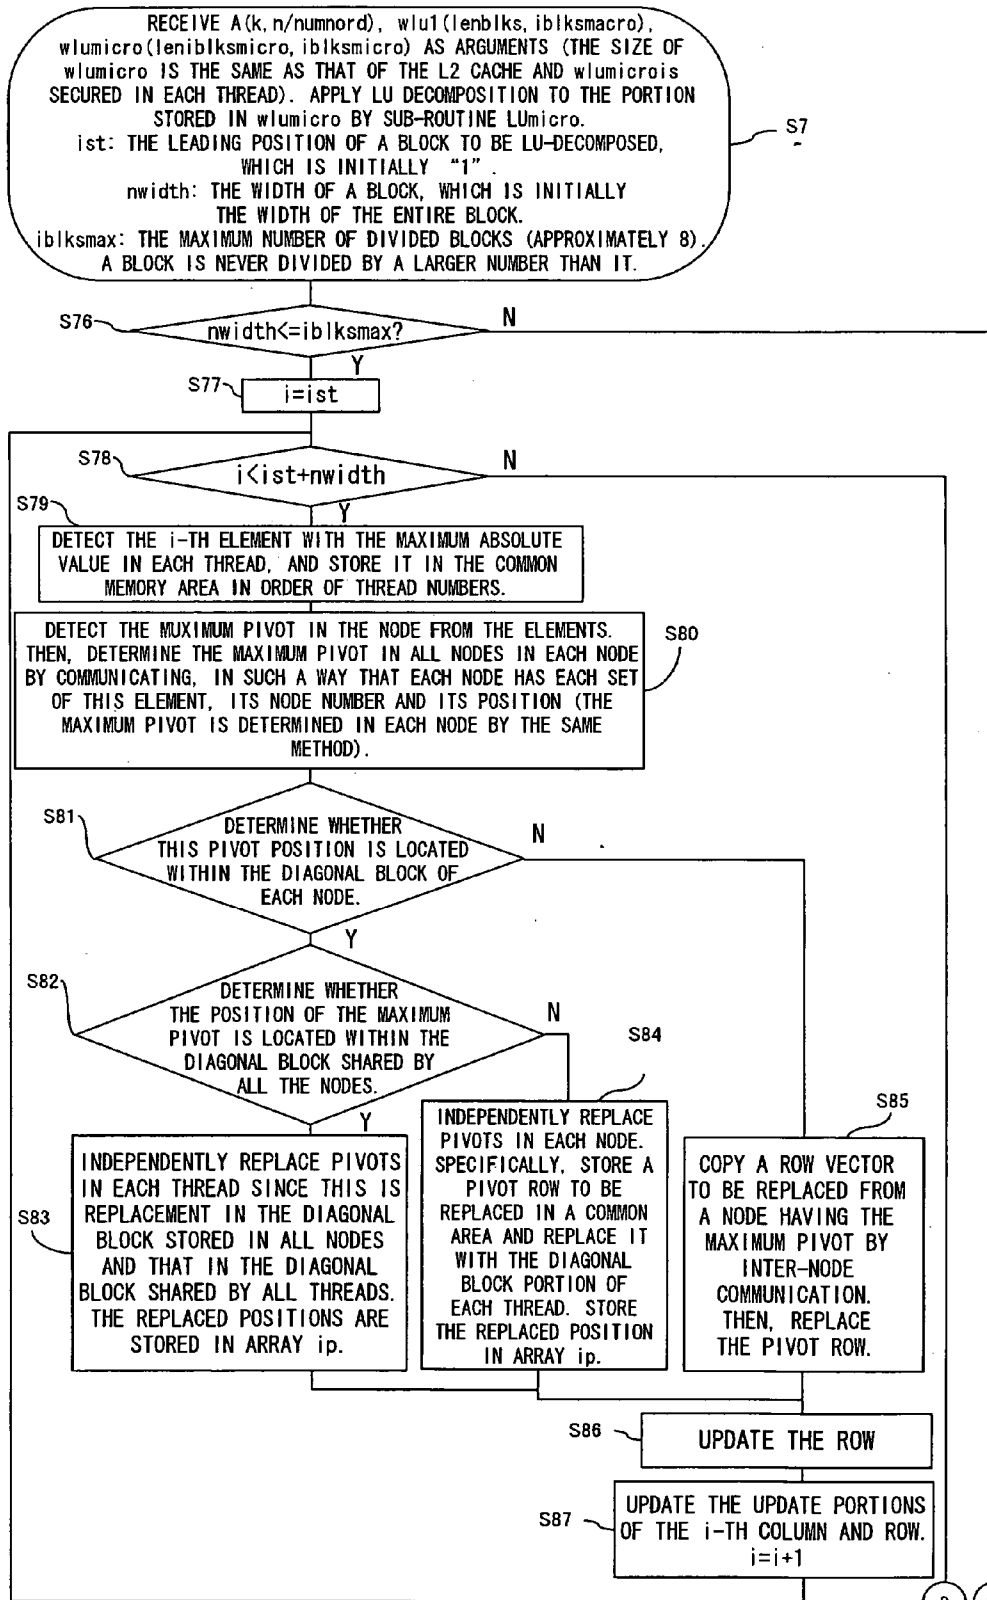 RECEIVE A(k, n/numnord), wlu1(lenblks, iblksmacro),
wlumicro(leniblksmicro, iblksmicro) AS ARGUMENTS (THE SIZE OF
wlumicro IS THE SAME AS THAT OF THE L2 CACHE AND wlumicrois
SECURED IN EACH THREAD). APPLY LU DECOMPOSITION TO THE PORTION
STORED IN wlumicro BY SUB-ROUTINE LUmicro.
ist: THE LEADING POSITION OF A BLOCK TO BE LU-DECOMPOSED,
WHICH IS INITIALLY "1".
nwidth: THE WIDTH OF A BLOCK, WHICH IS INITIALLY
THE WIDTH OF THE ENTIRE BLOCK.
iblksmax: THE MAXIMUM NUMBER OF DIVIDED BLOCKS (APPROXIMATELY 8).
A BLOCK IS NEVER DIVIDED BY A LARGER NUMBER THAN IT.
S7
S76
nwidth<=iblksmax?
N
Y
S77
i=ist
S78
i<ist+nwidth
N
Y
S79
DETECT THE i-TH ELEMENT WITH THE MAXIMUM ABSOLUTE
VALUE IN EACH THREAD, AND STORE IT IN THE COMMON
MEMORY AREA IN ORDER OF THREAD NUMBERS.
DETECT THE MUXIMUM PIVOT IN THE NODE FROM THE ELEMENTS.
THEN, DETERMINE THE MAXIMUM PIVOT IN ALL NODES IN EACH NODE
BY COMMUNICATING, IN SUCH A WAY THAT EACH NODE HAS EACH SET
OF THIS ELEMENT, ITS NODE NUMBER AND ITS POSITION (THE
MAXIMUM PIVOT IS DETERMINED IN EACH NODE BY THE SAME
METHOD).
S80
S81
DETERMINE WHETHER
THIS PIVOT POSITION IS LOCATED
WITHIN THE DIAGONAL BLOCK OF
EACH NODE.
N
Y
S82
DETERMINE WHETHER
THE POSITION OF THE MAXIMUM
PIVOT IS LOCATED WITHIN THE
DIAGONAL BLOCK SHARED BY
ALL THE NODES.
N
Y
S83
INDEPENDENTLY REPLACE PIVOTS
IN EACH THREAD SINCE THIS IS
REPLACEMENT IN THE DIAGONAL
BLOCK STORED IN ALL NODES
AND THAT IN THE DIAGONAL
BLOCK SHARED BY ALL THREADS.
THE REPLACED POSITIONS ARE
STORED IN ARRAY ip.
S84
INDEPENDENTLY REPLACE
PIVOTS IN EACH NODE.
SPECIFICALLY, STORE A
PIVOT ROW TO BE
REPLACED IN A COMMON
AREA AND REPLACE IT
WITH THE DIAGONAL
BLOCK PORTION OF
EACH THREAD. STORE
THE REPLACED POSITION
IN ARRAY ip.
S85
COPY A ROW VECTOR
TO BE REPLACED FROM
A NODE HAVING THE
MAXIMUM PIVOT BY
INTER-NODE
COMMUNICATION.
THEN, REPLACE
THE PIVOT ROW.
S86
UPDATE THE ROW
S87
UPDATE THE UPDATE PORTIONS
OF THE i-TH COLUMN AND ROW.
i=i+1